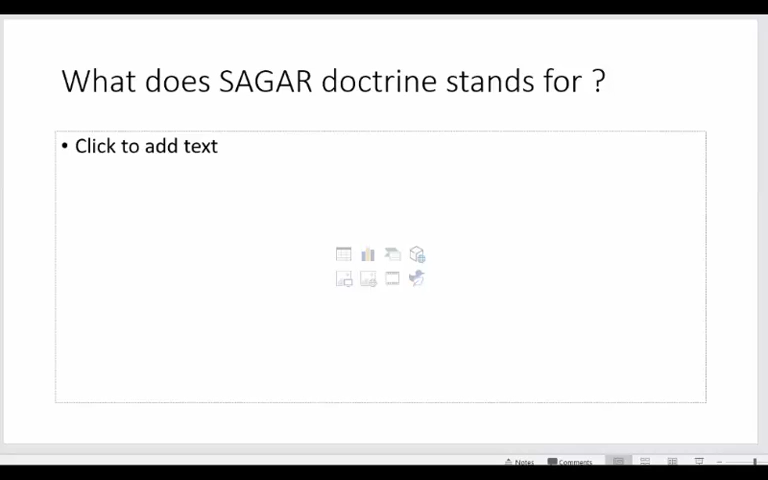 What does SAGAR doctrine stands for ?
• Click to add text
Notes
Comments